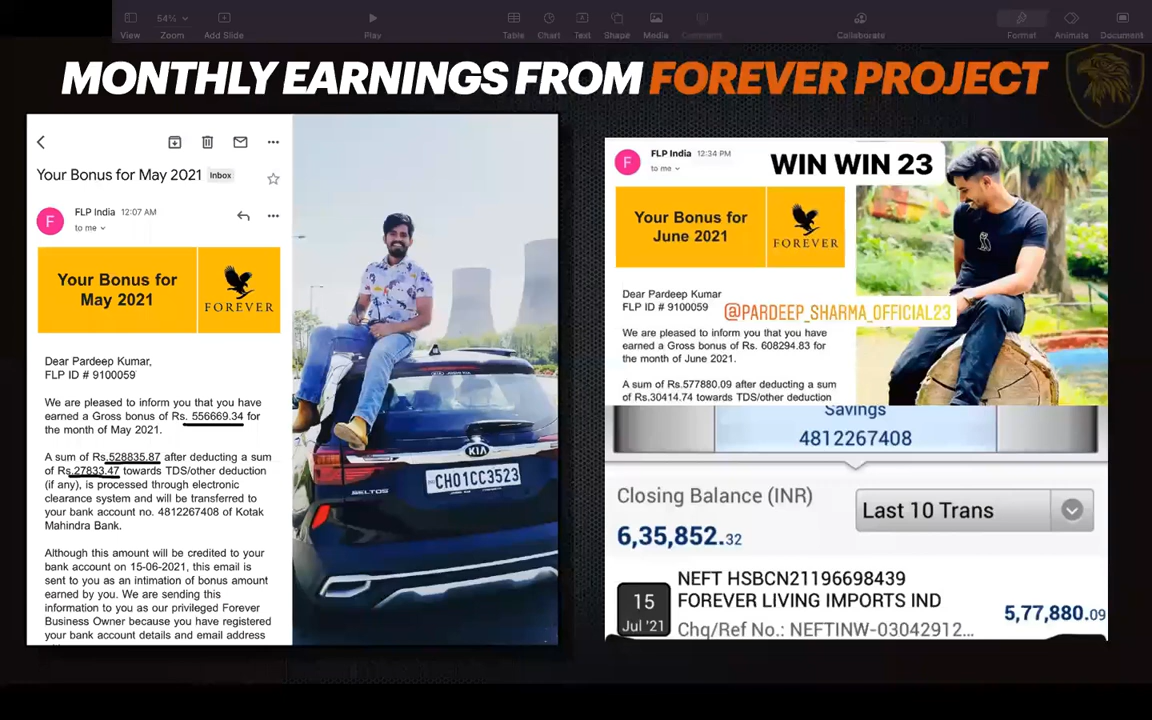 View
54%
Zoom
Add Slide
Play
Table
Chart
Text
Shape
Media
Comment
Collaborate
Format
Animate
Document
MONTHLY EARNINGS FROM FOREVER PROJECT
Your Bonus for May 2021 Inbox
F
FLP India 12:07 AM
to me
Your Bonus for
May 2021
FOREVER
Dear Pardeep Kumar,
FLP ID # 9100059
We are pleased to inform you that you have
earned a Gross bonus of Rs. 556669.34 for
the month of May 2021.
A sum of Rs.528835.87 after deducting a sum
of Rs.27833.47 towards TDS/other deduction
(if any), is processed through electronic
clearance system and will be transferred to
your bank account no. 4812267408 of Kotak
Mahindra Bank.
Although this amount will be credited to your
bank account on 15-06-2021, this email is
sent to you as an intimation of bonus amount
earned by you. We are sending this
information to you as our privileged Forever
Business Owner because you have registered
your bank account details and email address
KIA
SELTOS
CH01CC3523
F
FLP India 12:34 PM
to me
WIN WIN 23
Your Bonus for
June 2021
FOREVER
Dear Pardeep Kumar
FLP ID # 9100059
@PARDEEP_SHARMA_OFFICIAL23
We are pleased to inform you that you have
earned a Gross bonus of Rs. 608294.83 for
the month of June 2021.
A sum of Rs.577880.09 after deducting a sum
of Rs.30414.74 towards TDS/other deduction
Savings
4812267408
Closing Balance (INR)
6,35,852.32
Last 10 Trans
15
Jul '21
NEFT HSBCN21196698439
FOREVER LIVING IMPORTS IND
Chq/Ref No.: NEFTINW-03042912...
5,77,880.09